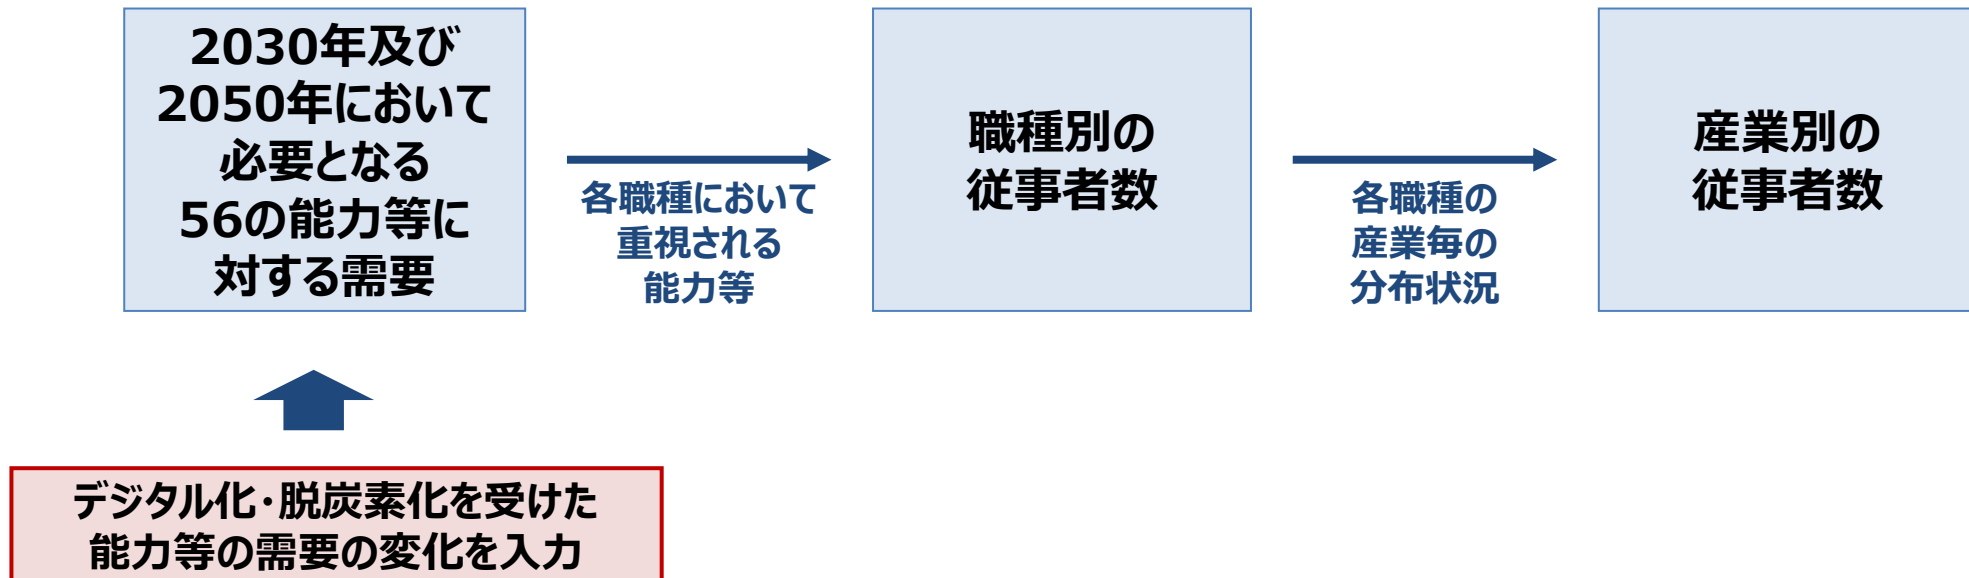 2030年及び
2050年において
必要となる
56の能力等に
対する需要
各職種において
重視される
能力等
職種別の
従事者数
各職種の
産業毎の
分布状況
産業別の
従事者数
デジタル化・脱炭素化を受けた
能力等の需要の変化を入力